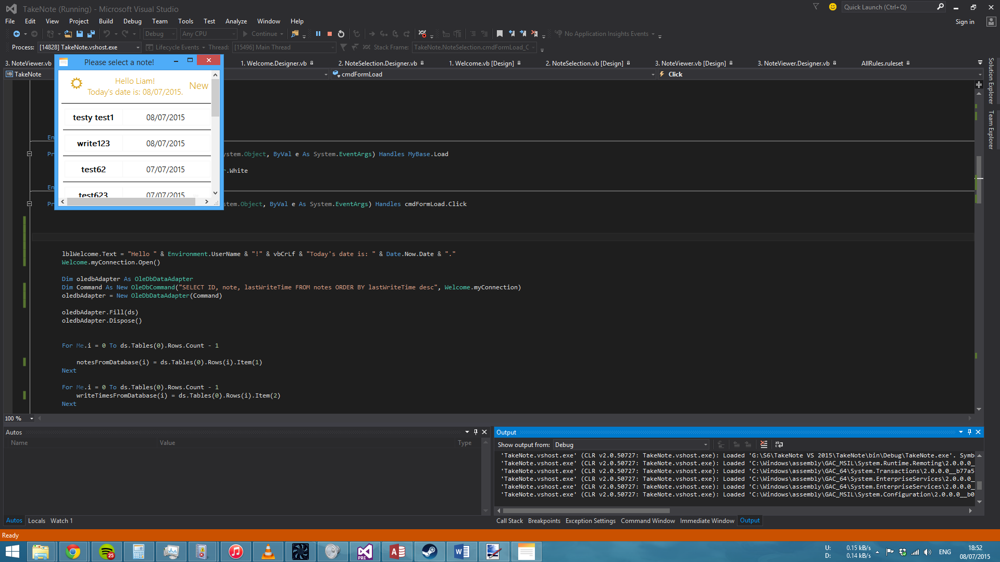 TakeNote (Running) - Microsoft Visual Studio
Quick Launch (Ctrl+Q)
File Edit View Project Build Debug Team Tools Test Analyze Window Help
Sign in
Debug Any CPU Continue No Application Insights Events
Process: [14828] TakeNote.vshost.exe Lifecycle Events Thread: [15496] Main Thread Stack Frame: TakeNote.NoteSelection.cmdFormLoad_C
3. NoteViewer.vb 1. Welcome.Designer.vb 2. NoteSelection.Designer.vb 1. Welcome.vb [Design] 2. NoteSelection.vb [Design] 3. NoteViewer.vb [Design] 3. NoteViewer.Designer.vb AllRules.ruleset
TakeNote cmdFormLoad Click
Please select a note!
Hello Liam!
Today's date is: 08/07/2015.
New
testy test1 08/07/2015
write123 08/07/2015
test62 07/07/2015
test623 07/07/2015
Solution Explorer
Team Explorer
En
Pr ystem.Object, ByVal e As System.EventArgs) Handles MyBase.Load
r.White
En
Pr ystem.Object, ByVal e As System.EventArgs) Handles cmdFormLoad.Click
lblWelcome.Text = "Hello " & Environment.UserName & "!" & vbCrLf & "Today's date is: " & Date.Now.Date & "."
Welcome.myConnection.Open()
Dim oledbAdapter As OleDbDataAdapter
Dim Command As New OleDbCommand("SELECT ID, note, lastWriteTime FROM notes ORDER BY lastWriteTime desc", Welcome.myConnection)
oledbAdapter = New OleDbDataAdapter(Command)
oledbAdapter.Fill(ds)
oledbAdapter.Dispose()
For Me.i = 0 To ds.Tables(0).Rows.Count - 1
notesFromDatabase(i) = ds.Tables(0).Rows(i).Item(1)
Next
For Me.i = 0 To ds.Tables(0).Rows.Count - 1
writeTimesFromDatabase(i) = ds.Tables(0).Rows(i).Item(2)
Next
100 %
Autos
Name Value Type
Autos Locals Watch 1
Output
Show output from: Debug
'TakeNote.vshost.exe' (CLR v2.0.50727: TakeNote.vshost.exe): Loaded 'G:\S6\TakeNote VS 2015\TakeNote\bin\Debug\TakeNote.exe'. Symb
'TakeNote.vshost.exe' (CLR v2.0.50727: TakeNote.vshost.exe): Loaded 'C:\Windows\assembly\GAC_MSIL\System.Runtime.Remoting\2.0.0.0_
'TakeNote.vshost.exe' (CLR v2.0.50727: TakeNote.vshost.exe): Loaded 'C:\Windows\assembly\GAC_64\System.Transactions\2.0.0.0__b77a5
'TakeNote.vshost.exe' (CLR v2.0.50727: TakeNote.vshost.exe): Loaded 'C:\Windows\assembly\GAC_64\System.EnterpriseServices\2.0.0.0_
'TakeNote.vshost.exe' (CLR v2.0.50727: TakeNote.vshost.exe): Loaded 'C:\Windows\assembly\GAC_64\System.EnterpriseServices\2.0.0.0_
'TakeNote.vshost.exe' (CLR v2.0.50727: TakeNote.vshost.exe): Loaded 'C:\Windows\assembly\GAC_MSIL\System.Configuration\2.0.0.0__b0
Call Stack Breakpoints Exception Settings Command Window Immediate Window Output
Ready
25
PRE
U: 0.15 kB/s
D: 0.14 kB/s
ENG
18:52
08/07/2015